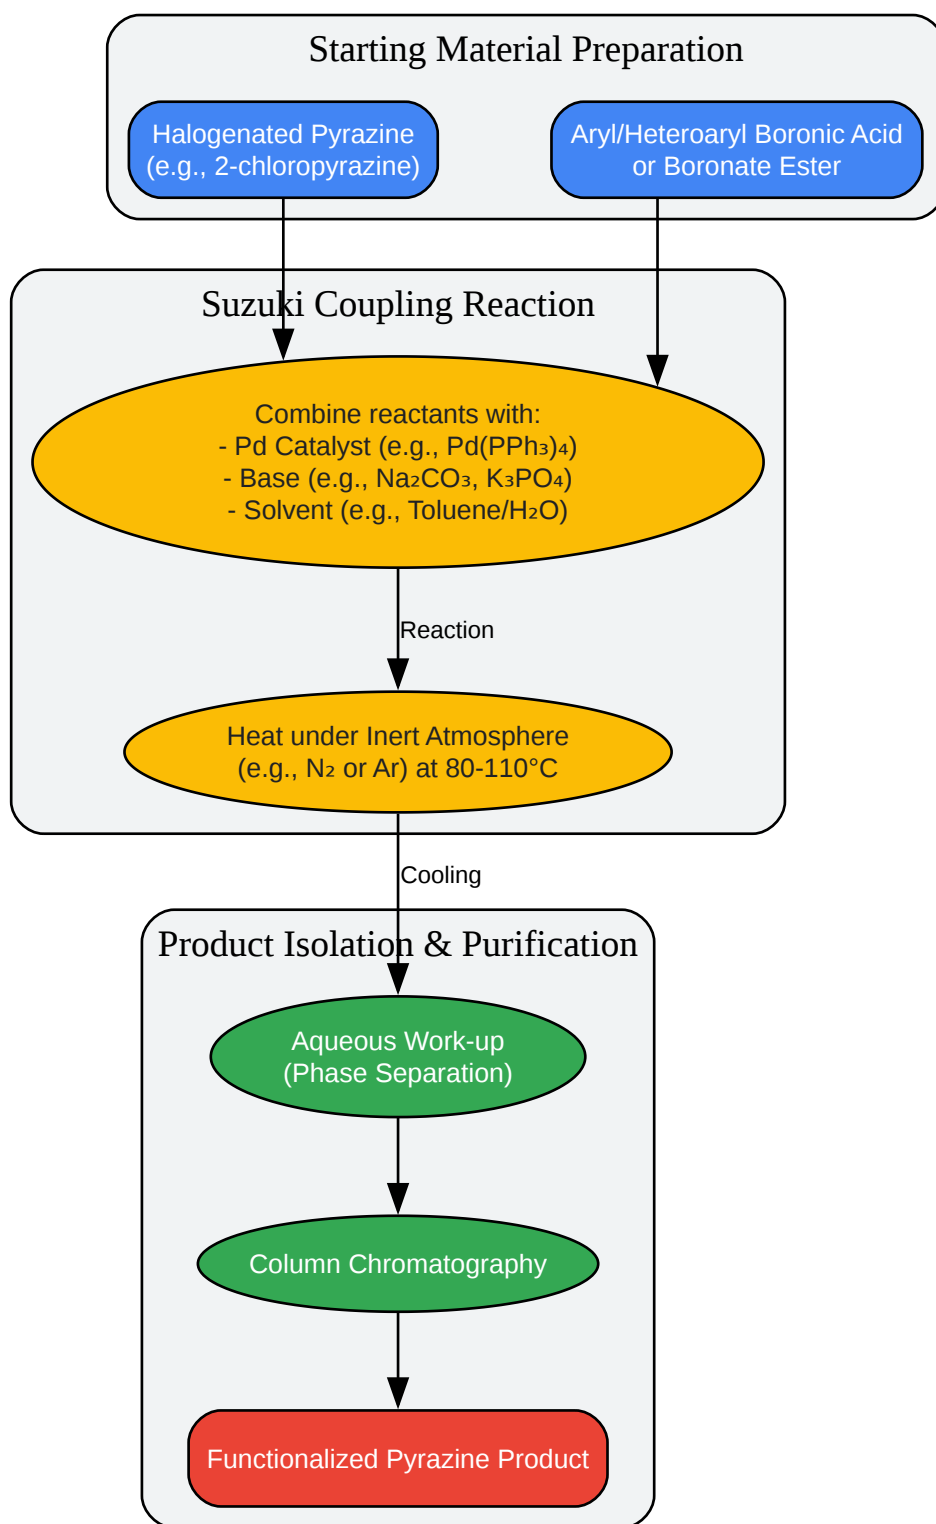 Starting Material Preparation
Halogenated Pyrazine
(e.g., 2-chloropyrazine)
Aryl/Heteroaryl Boronic Acid
or Boronate Ester
Suzuki Coupling Reaction
Combine reactants with:
- Pd Catalyst (e.g., Pd(PPh₃)₄)
- Base (e.g., Na₂CO₃, K₃PO₄)
- Solvent (e.g., Toluene/H₂O)
Reaction
Heat under Inert Atmosphere
(e.g., N₂ or Ar) at 80-110°C
Cooling
Product Isolation & Purification
Aqueous Work-up
(Phase Separation)
Column Chromatography
Functionalized Pyrazine Product